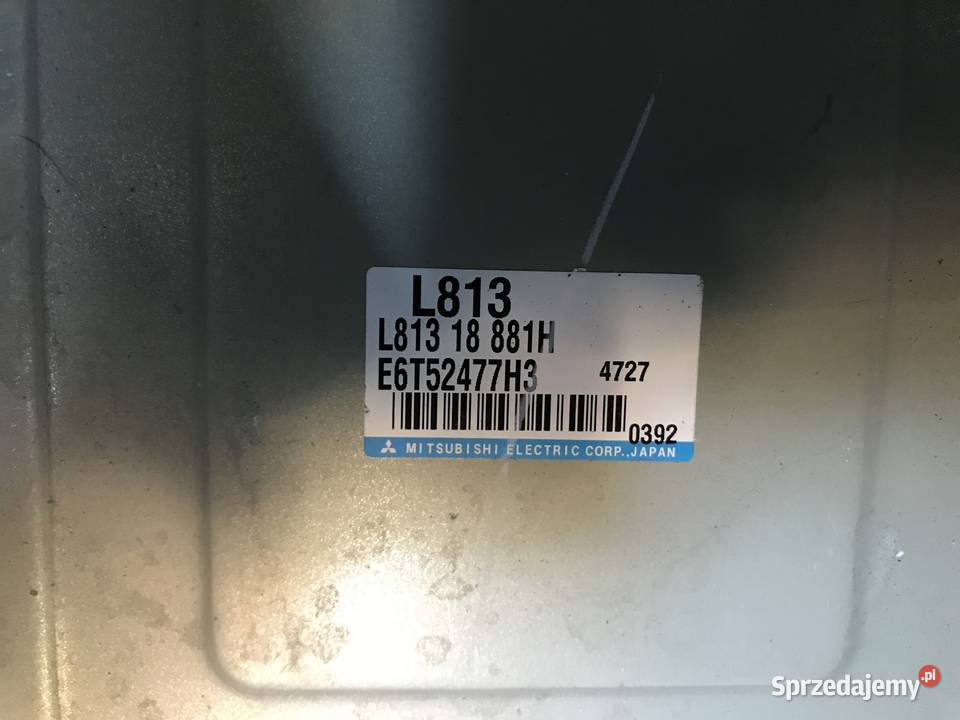 L813
L813 18 881H
E6T52477H3 4727
0392
MITSUBISHI ELECTRIC CORP.,JAPAN
Sprzedajemy.pl